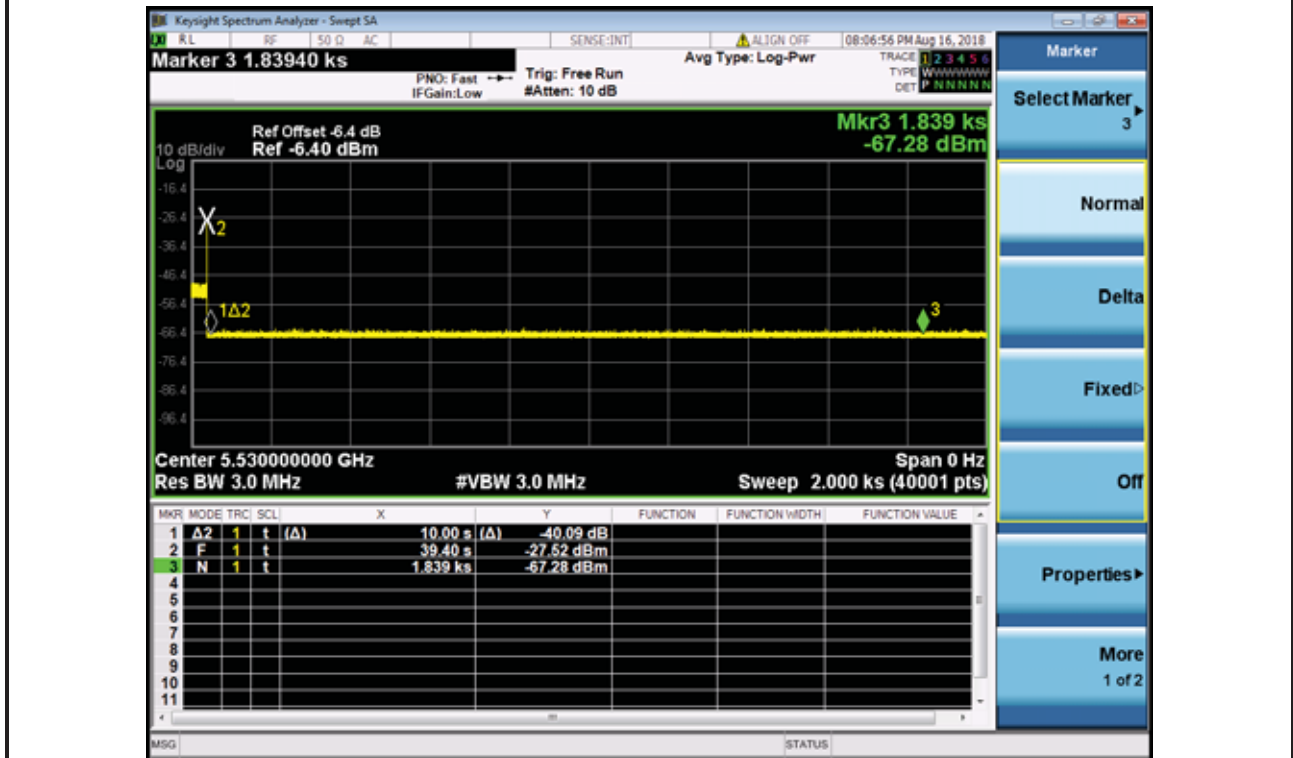 Keysight Spectrum Analyzer - Swept SA
RL RF 50 Ω AC SENSE:INT ALIGN OFF 08:06:56 PM Aug 16, 2018
Marker 3 1.83940 ks
PNO: Fast Trig: Free Run Avg Type: Log-Pwr TRACE 1 2 3 4 5 6
IFGain:Low #Atten: 10 dB TYPE WWWWWW
DET P N N N N N
Marker
Select Marker
3
Normal
Delta
Fixed
Off
Properties
More
1 of 2
Mkr3 1.839 ks
-67.28 dBm
Ref Offset -6.4 dB
10 dB/div Ref -6.40 dBm
Log
-16.4
-26.4
-36.4
-46.4
-56.4
-66.4
-76.4
-86.4
-96.4
X2
1Δ2
3
Center 5.530000000 GHz Span 0 Hz
Res BW 3.0 MHz #VBW 3.0 MHz Sweep 2.000 ks (40001 pts)
MKR MODE TRC SCL X Y FUNCTION FUNCTION WIDTH FUNCTION VALUE
1 Δ2 1 t (Δ) 10.00 s (Δ) -40.09 dB
2 F 1 t 39.40 s -27.52 dBm
3 N 1 t 1.839 ks -67.28 dBm
4
5
6
7
8
9
10
11
MSG STATUS